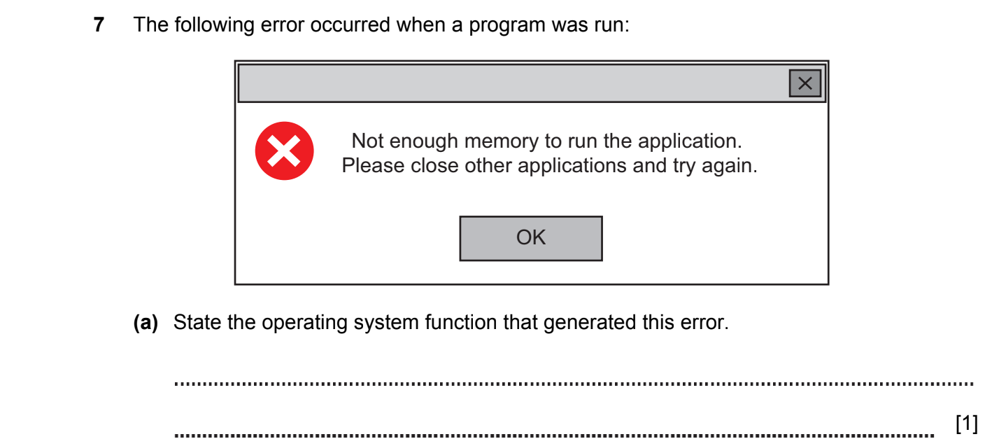 7 The following error occurred when a program was run:
Not enough memory to run the application.
Please close other applications and try again.
OK
(a) State the operating system function that generated this error.
[1]